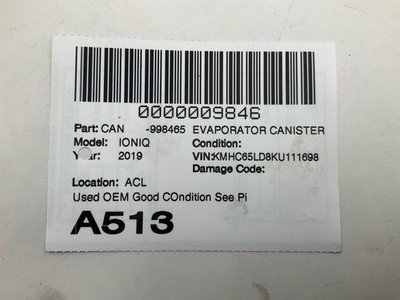 0000009846
Part: CAN -998465 EVAPORATOR CANISTER
Model: IONIQ Condition:
Year: 2019 VIN:KMHC65LD8KU111698
Damage Code:
Location: ACL
Used OEM Good COndition See Pi
A513